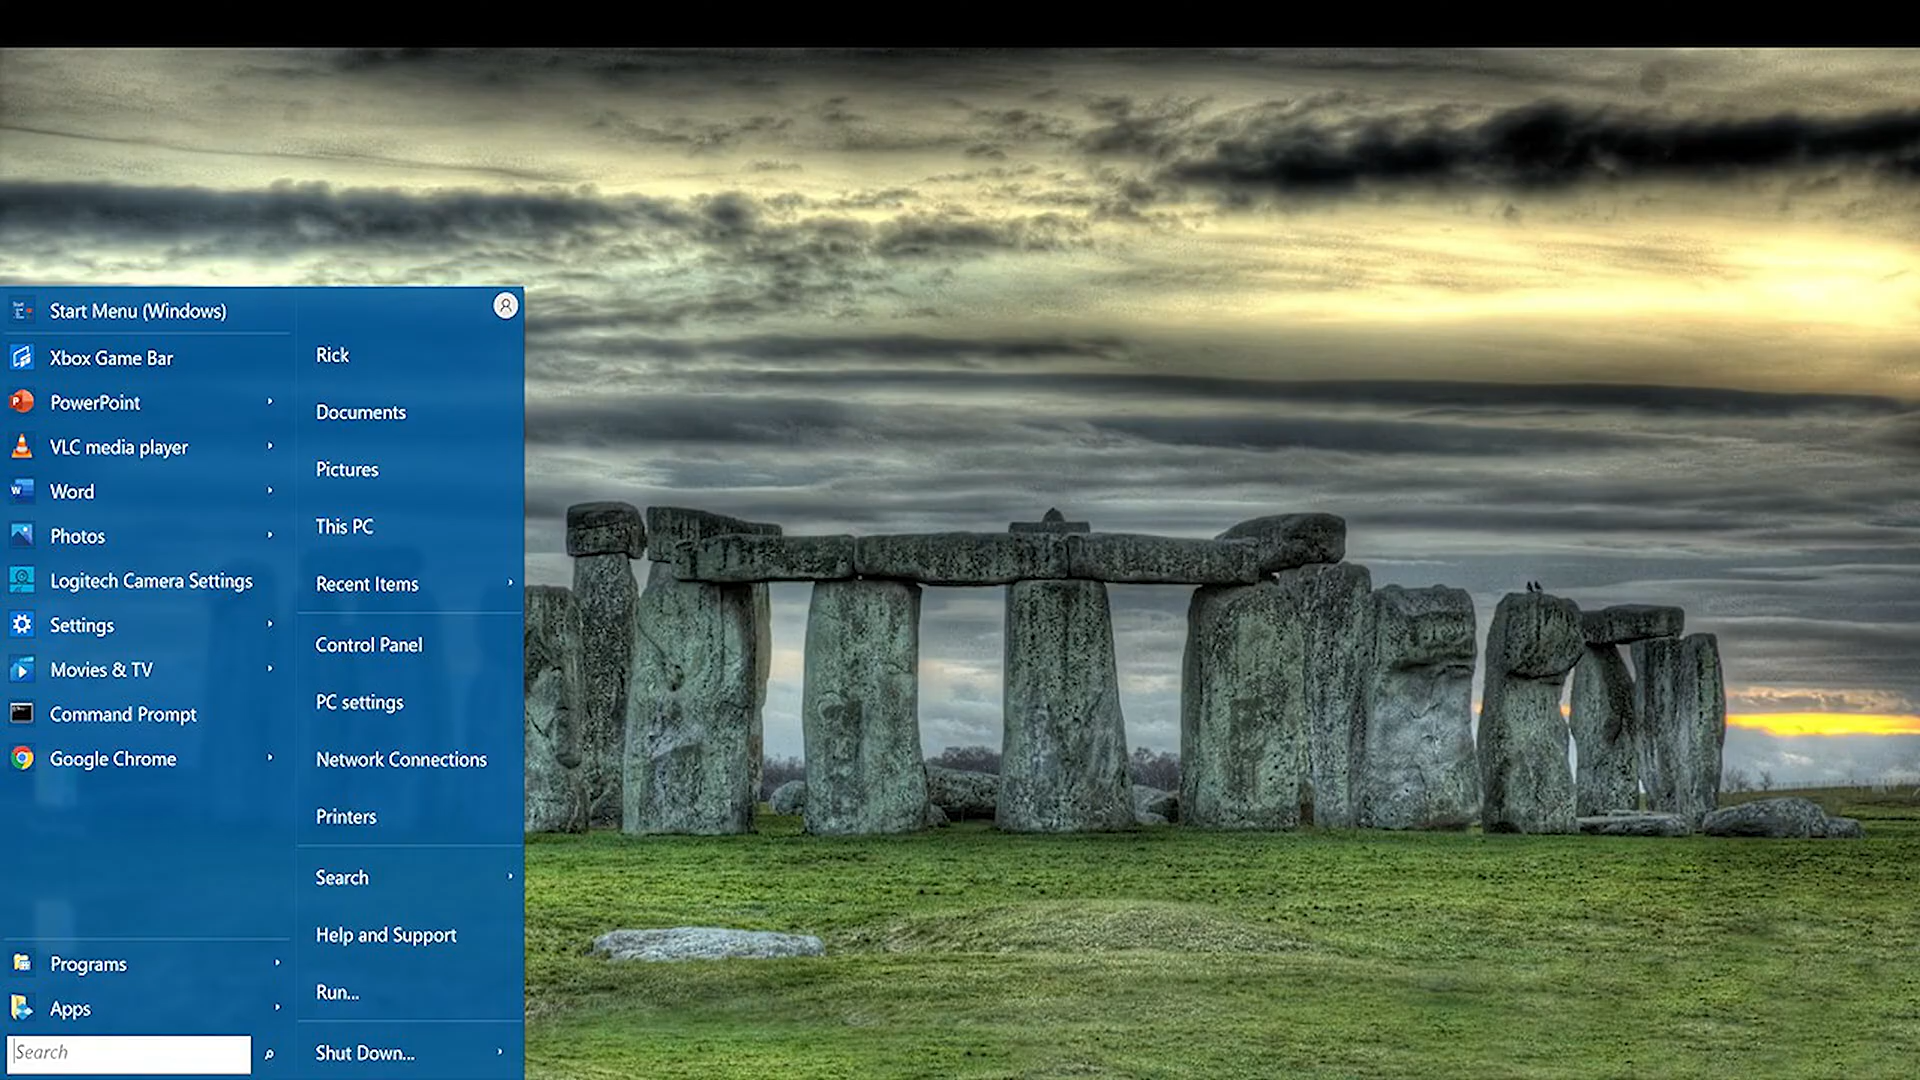 Start Menu (Windows)
Xbox Game Bar
PowerPoint
VLC media player
Word
Photos
Logitech Camera Settings
Settings
Movies & TV
Command Prompt
Google Chrome
Programs
Apps
Search
Rick
Documents
Pictures
This PC
Recent Items
Control Panel
PC settings
Network Connections
Printers
Search
Help and Support
Run...
Shut Down...